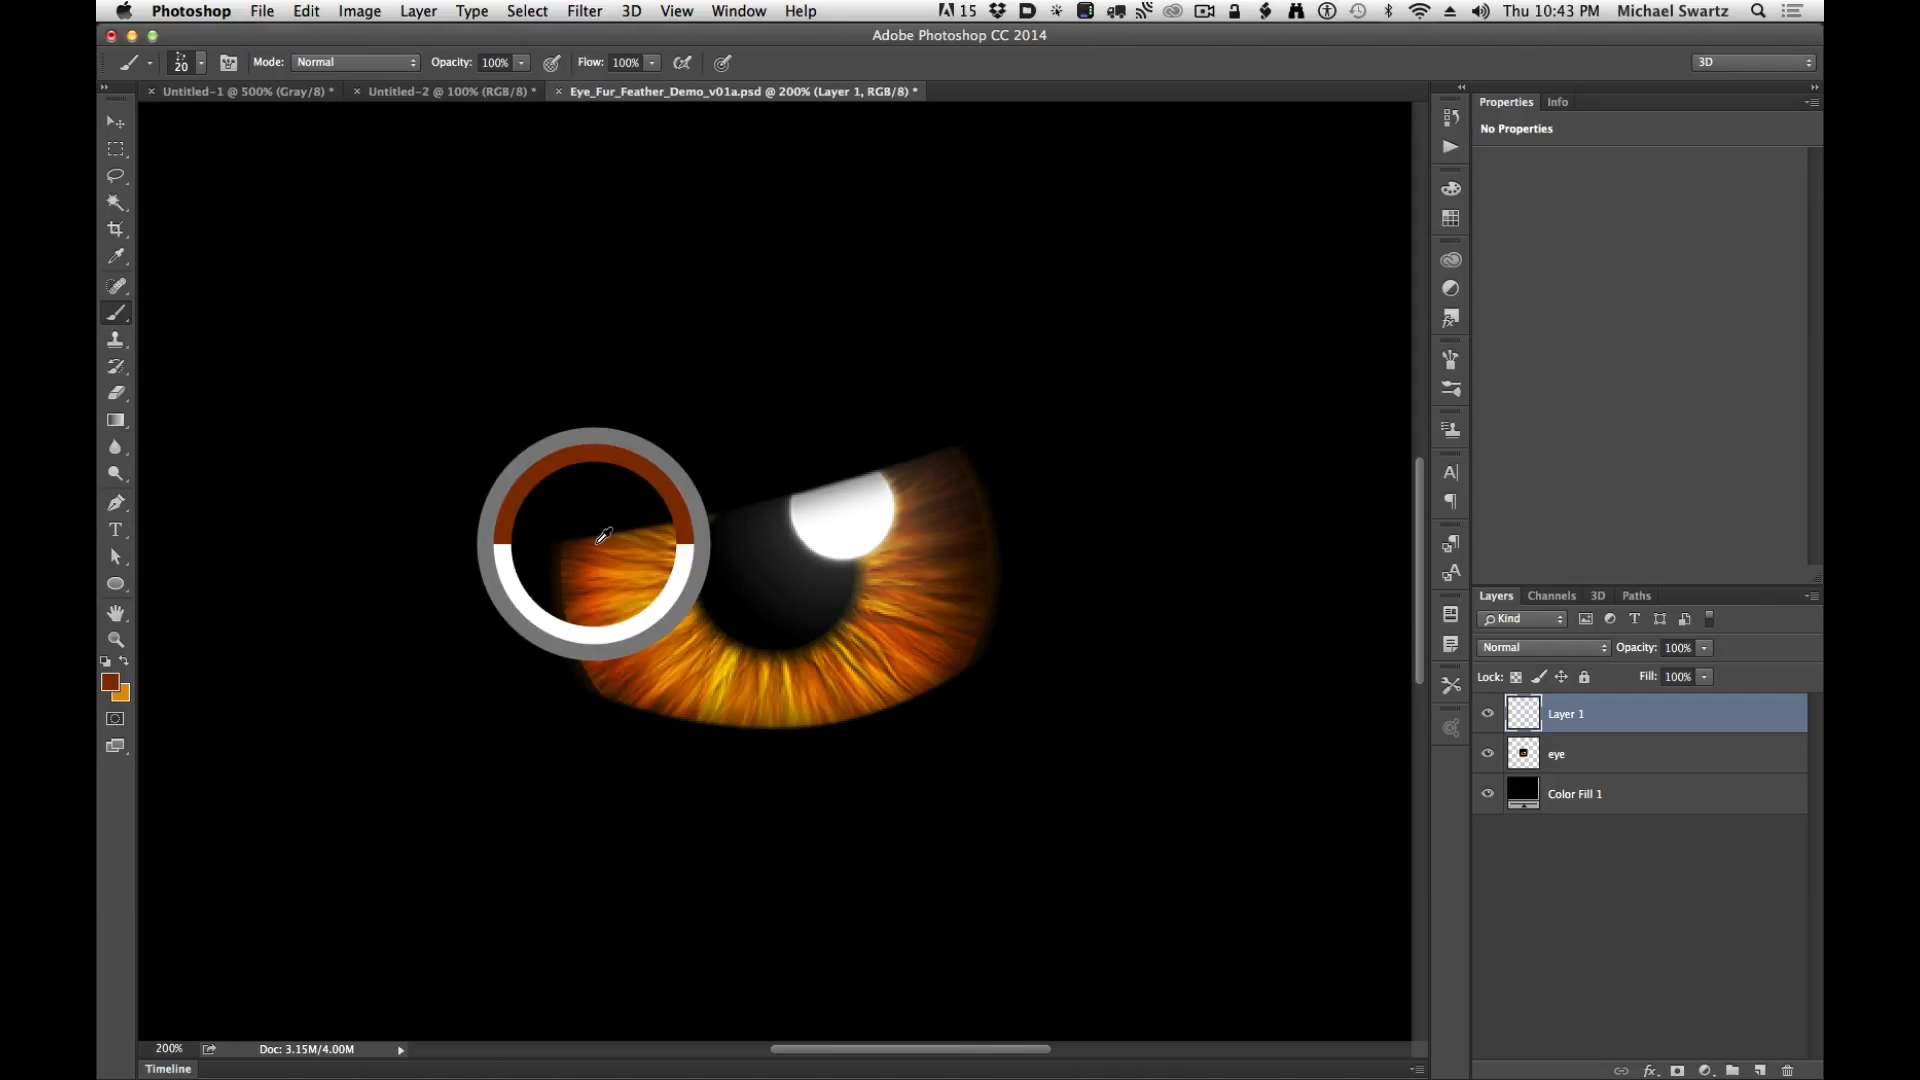 Photoshop File Edit Image Layer Type Select Filter 3D View Window Help 15 Thu 10:43 PM Michael Swartz
Adobe Photoshop CC 2014
20 Mode: Normal Opacity: 100% Flow: 100% 3D
Untitled-1 @ 500% (Gray/8) * Untitled-2 @ 100% (RGB/8) * Eye_Fur_Feather_Demo_v01a.psd @ 200% (Layer 1, RGB/8) *
Properties Info
No Properties
Layers Channels 3D Paths
Kind
Normal Opacity: 100%
Lock: Fill: 100%
Layer 1
eye
Color Fill 1
200% Doc: 3.15M/4.00M
Timeline